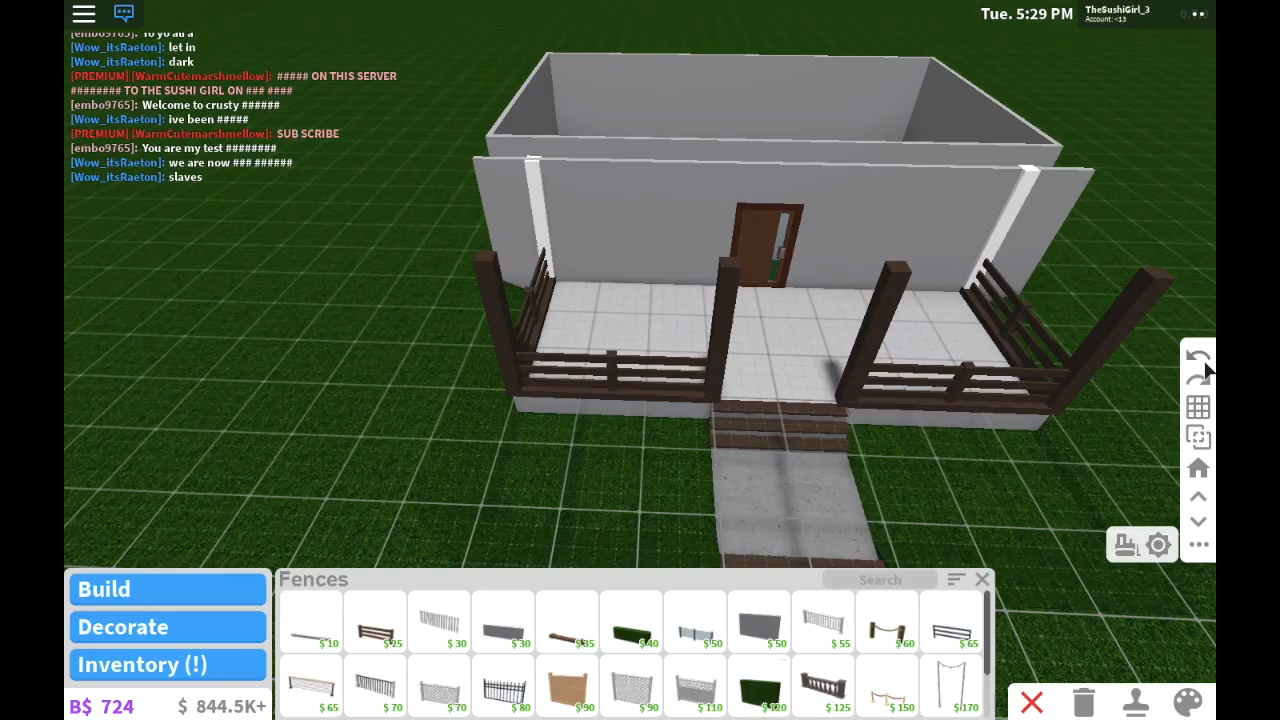 Tue. 5:29 PM
TheSushiGirl_3
Account: <13
[Wow_itsRaeton]: let in
[Wow_itsRaeton]: dark
[PREMIUM] [WarmCutemarshmellow]: ##### ON THIS SERVER
######## TO THE SUSHI GIRL ON ### ####
[embo9765]: Welcome to crusty ######
[Wow_itsRaeton]: ive been #####
[PREMIUM] [WarmCutemarshmellow]: SUB SCRIBE
[embo9765]: You are my test ########
[Wow_itsRaeton]: we are now ### ######
[Wow_itsRaeton]: slaves
Build
Decorate
Inventory (!)
B$ 724
$ 844.5K+
Fences
Search
$10 $25 $ 30 $30 $35 $40 $50 $50 $ 55 $60 $65
$ 65 $ 70 $70 $ 80 $90 $ 90 $ 110 $120 $ 125 $ 150 $170